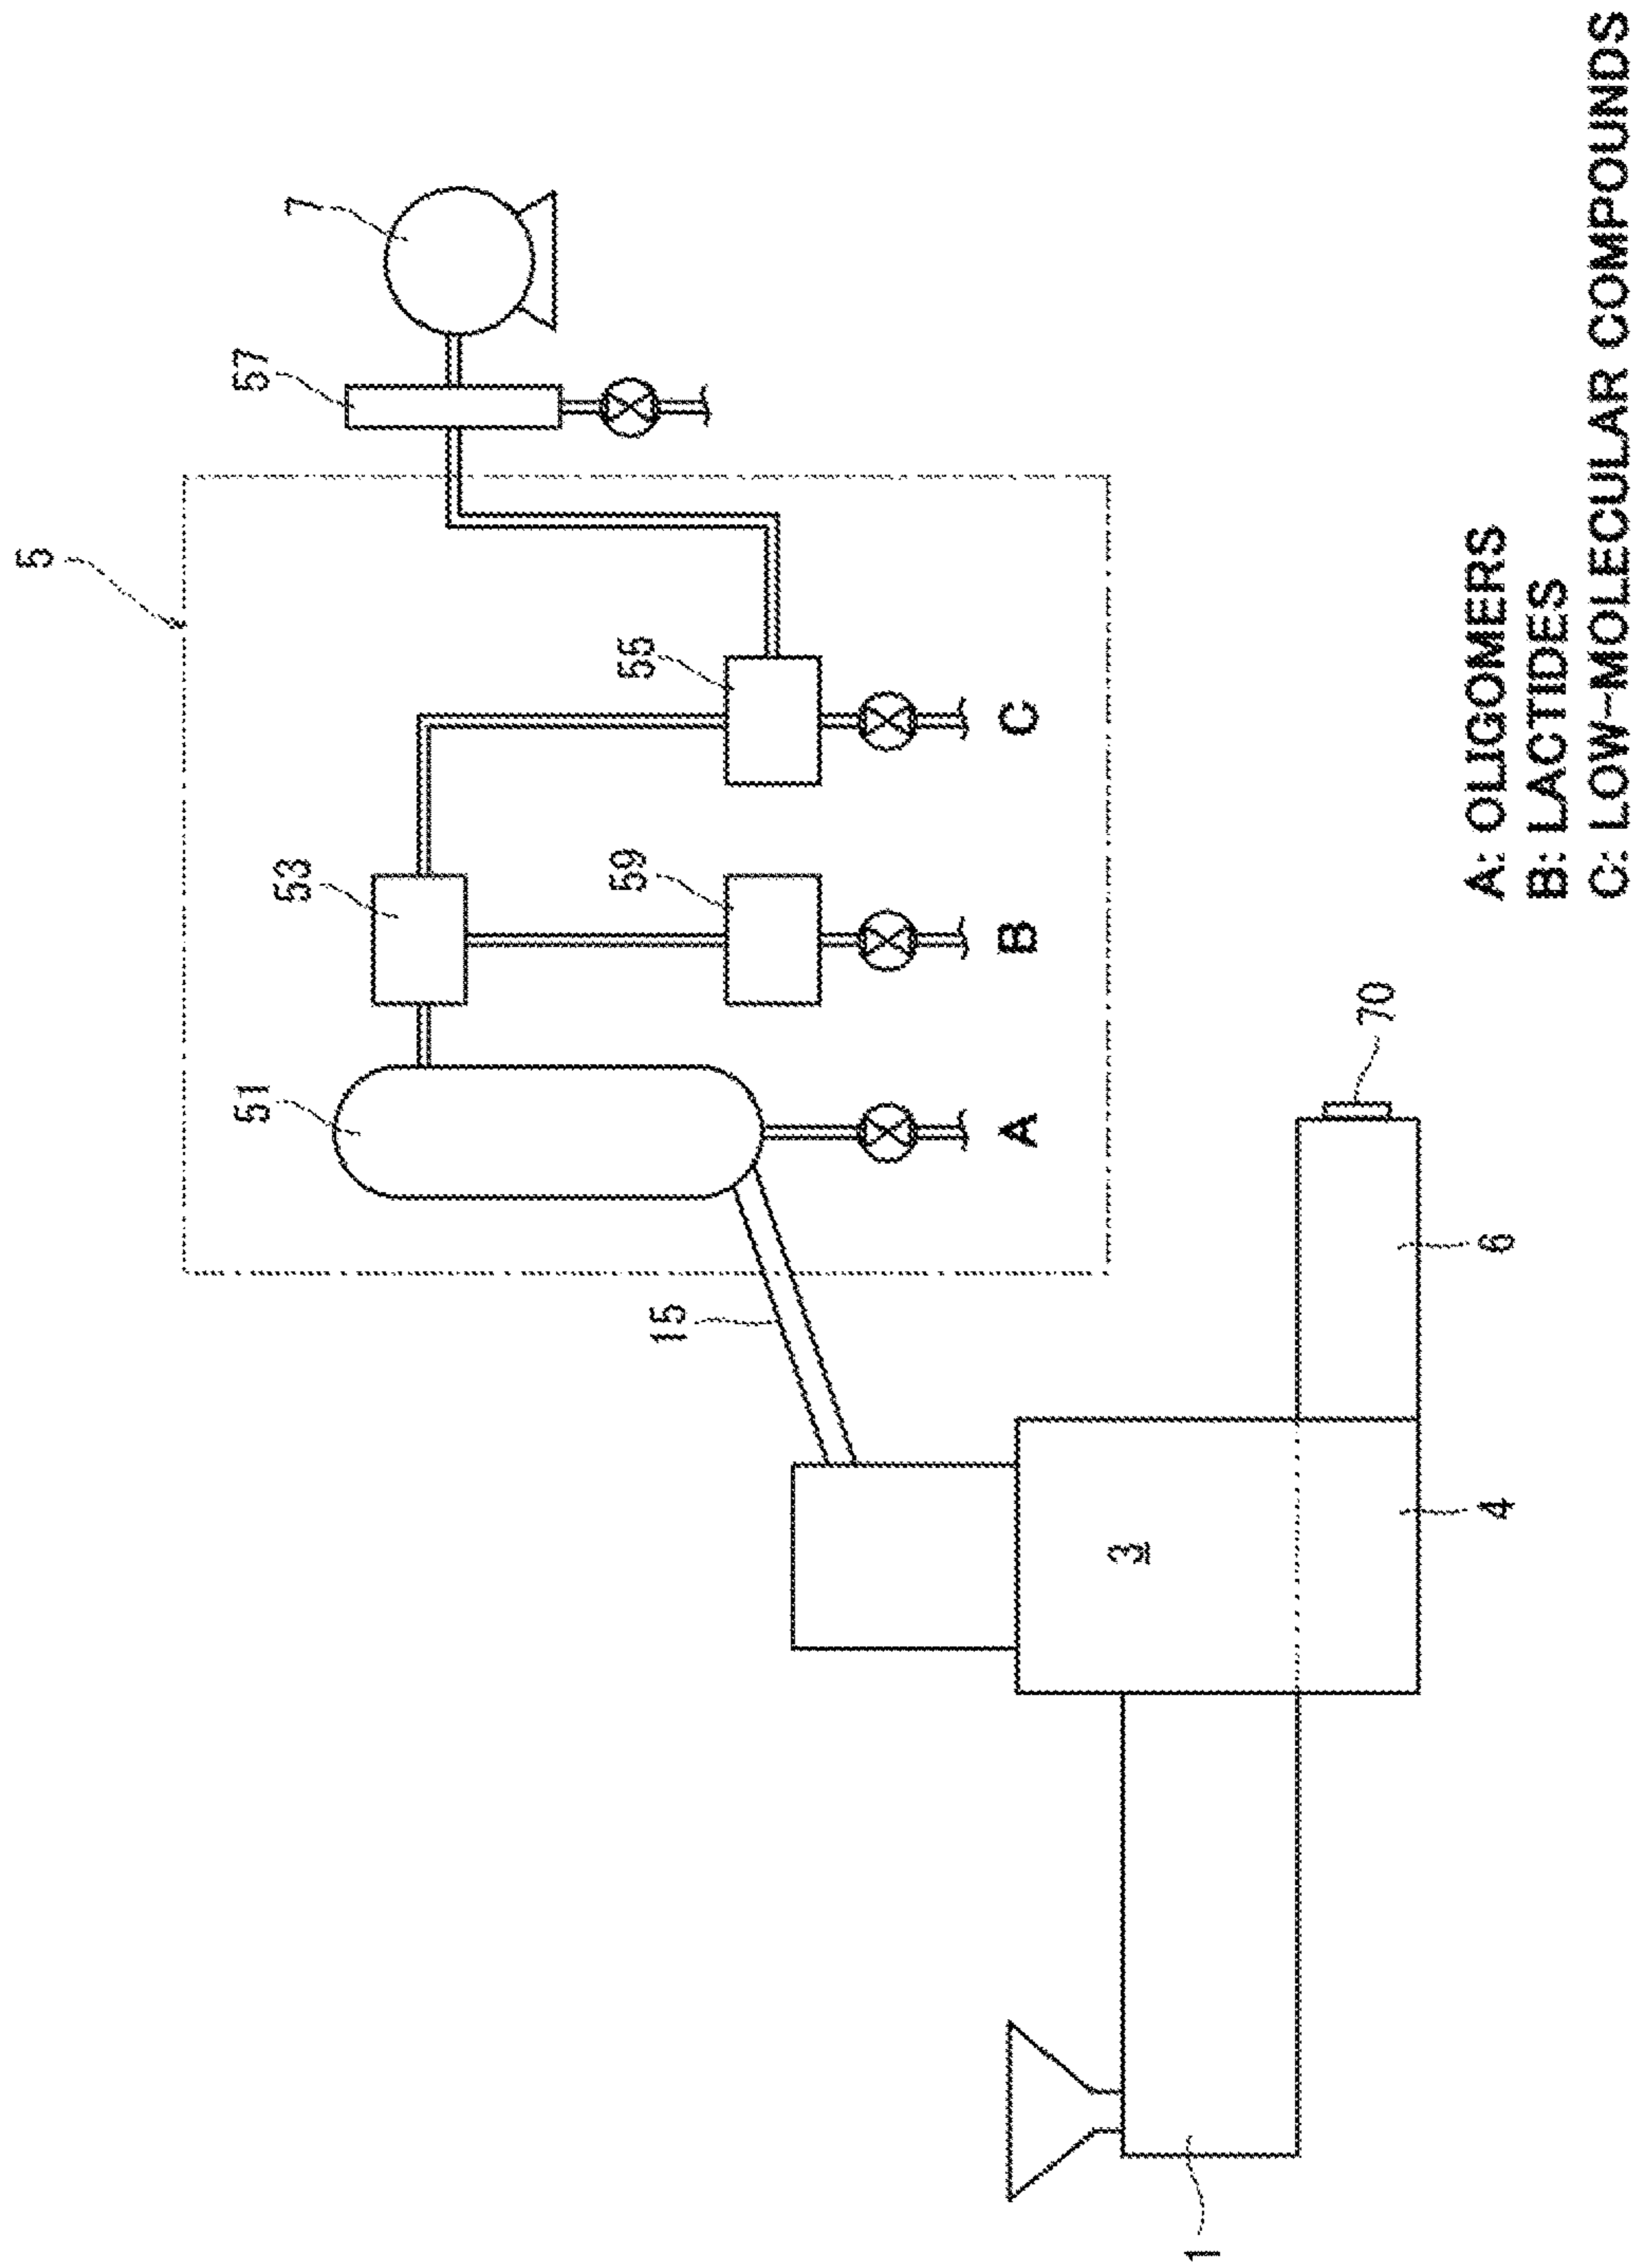 5
7
57
53
55
51
59
15
A
B
C
3
70
6
4
1
A: OLIGOMERS
B: LACTIDES
C: LOW-MOLECULAR COMPOUNDS